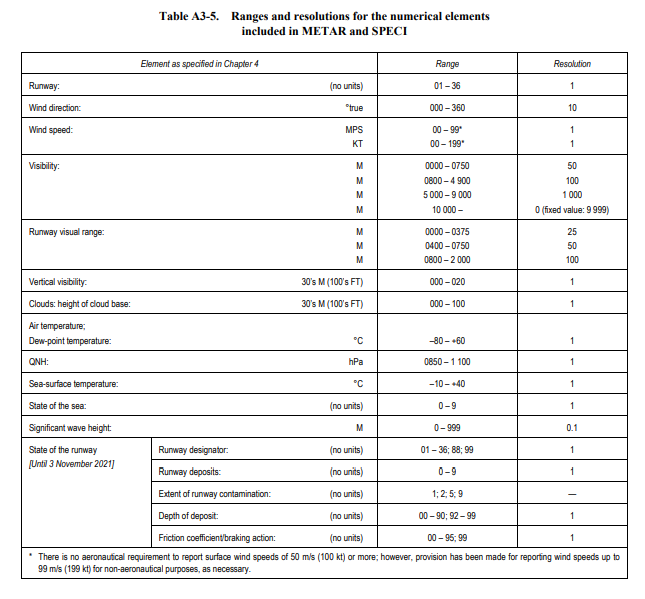 Table A3-5. Ranges and resolutions for the numerical elements
included in METAR and SPECI
Element as specified in Chapter 4 Range Resolution
Runway: (no units) 01 – 36 1
Wind direction: °true 000 – 360 10
Wind speed: MPS 00 – 99* 1
KT 00 – 199* 1
Visibility: M 0000 – 0750 50
M 0800 – 4 900 100
M 5 000 – 9 000 1 000
M 10 000 – 0 (fixed value: 9 999)
Runway visual range: M 0000 – 0375 25
M 0400 – 0750 50
M 0800 – 2 000 100
Vertical visibility: 30's M (100's FT) 000 – 020 1
Clouds: height of cloud base: 30's M (100's FT) 000 – 100 1
Air temperature;
Dew-point temperature: °C –80 – +60 1
QNH: hPa 0850 – 1 100 1
Sea-surface temperature: °C –10 – +40 1
State of the sea: (no units) 0 – 9 1
Significant wave height: M 0 – 999 0.1
State of the runway Runway designator: (no units) 01 – 36; 88; 99 1
[Until 3 November 2021]
Runway deposits: (no units) 0 – 9 1
Extent of runway contamination: (no units) 1; 2; 5; 9 —
Depth of deposit: (no units) 00 – 90; 92 – 99 1
Friction coefficient/braking action: (no units) 00 – 95; 99 1
* There is no aeronautical requirement to report surface wind speeds of 50 m/s (100 kt) or more; however, provision has been made for reporting wind speeds up to
99 m/s (199 kt) for non-aeronautical purposes, as necessary.